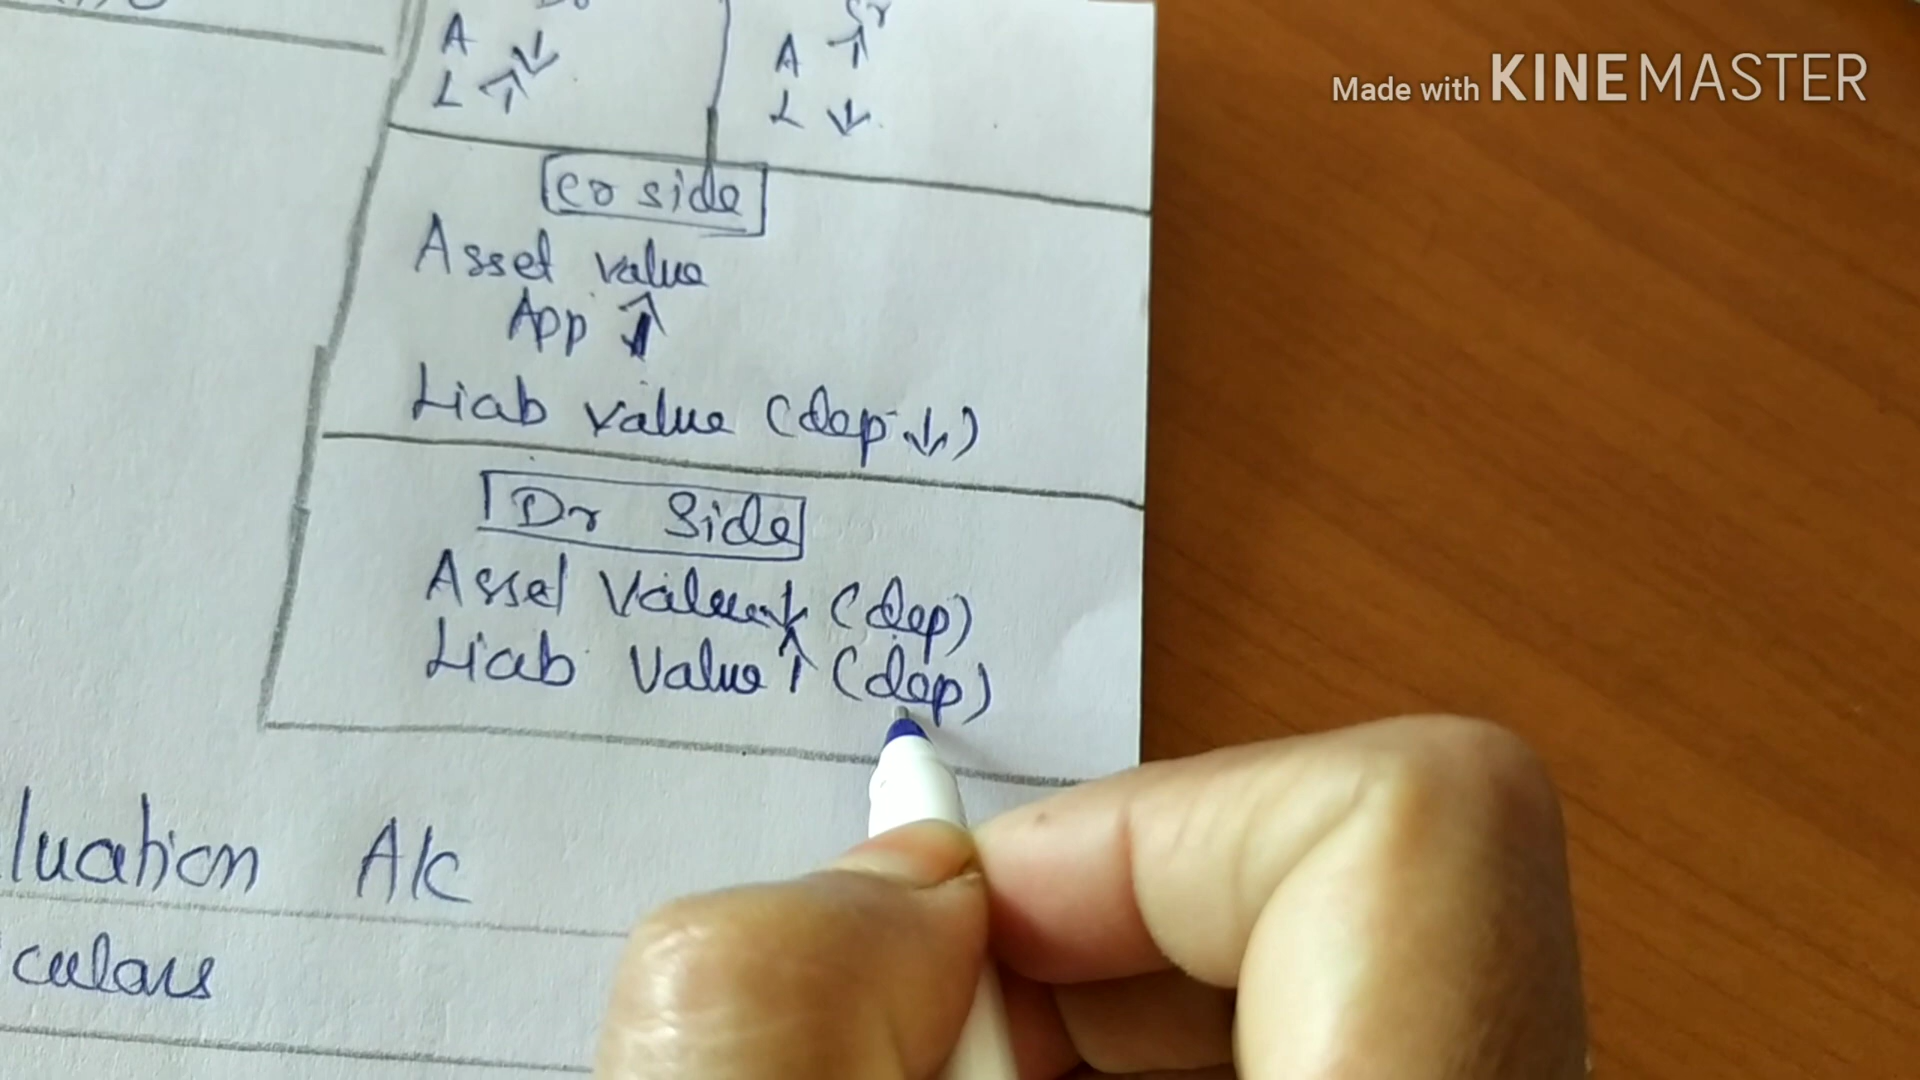 Made with KINEMASTER
Cr
A ↓ A ↑
L ↑ L ↓
Cr side
Asset value
App ↑
Liab value (dep ↓)
Dr Side
Asset Value ↓ (dep)
Liab Value ↑ (dep)
luation A/c
culars